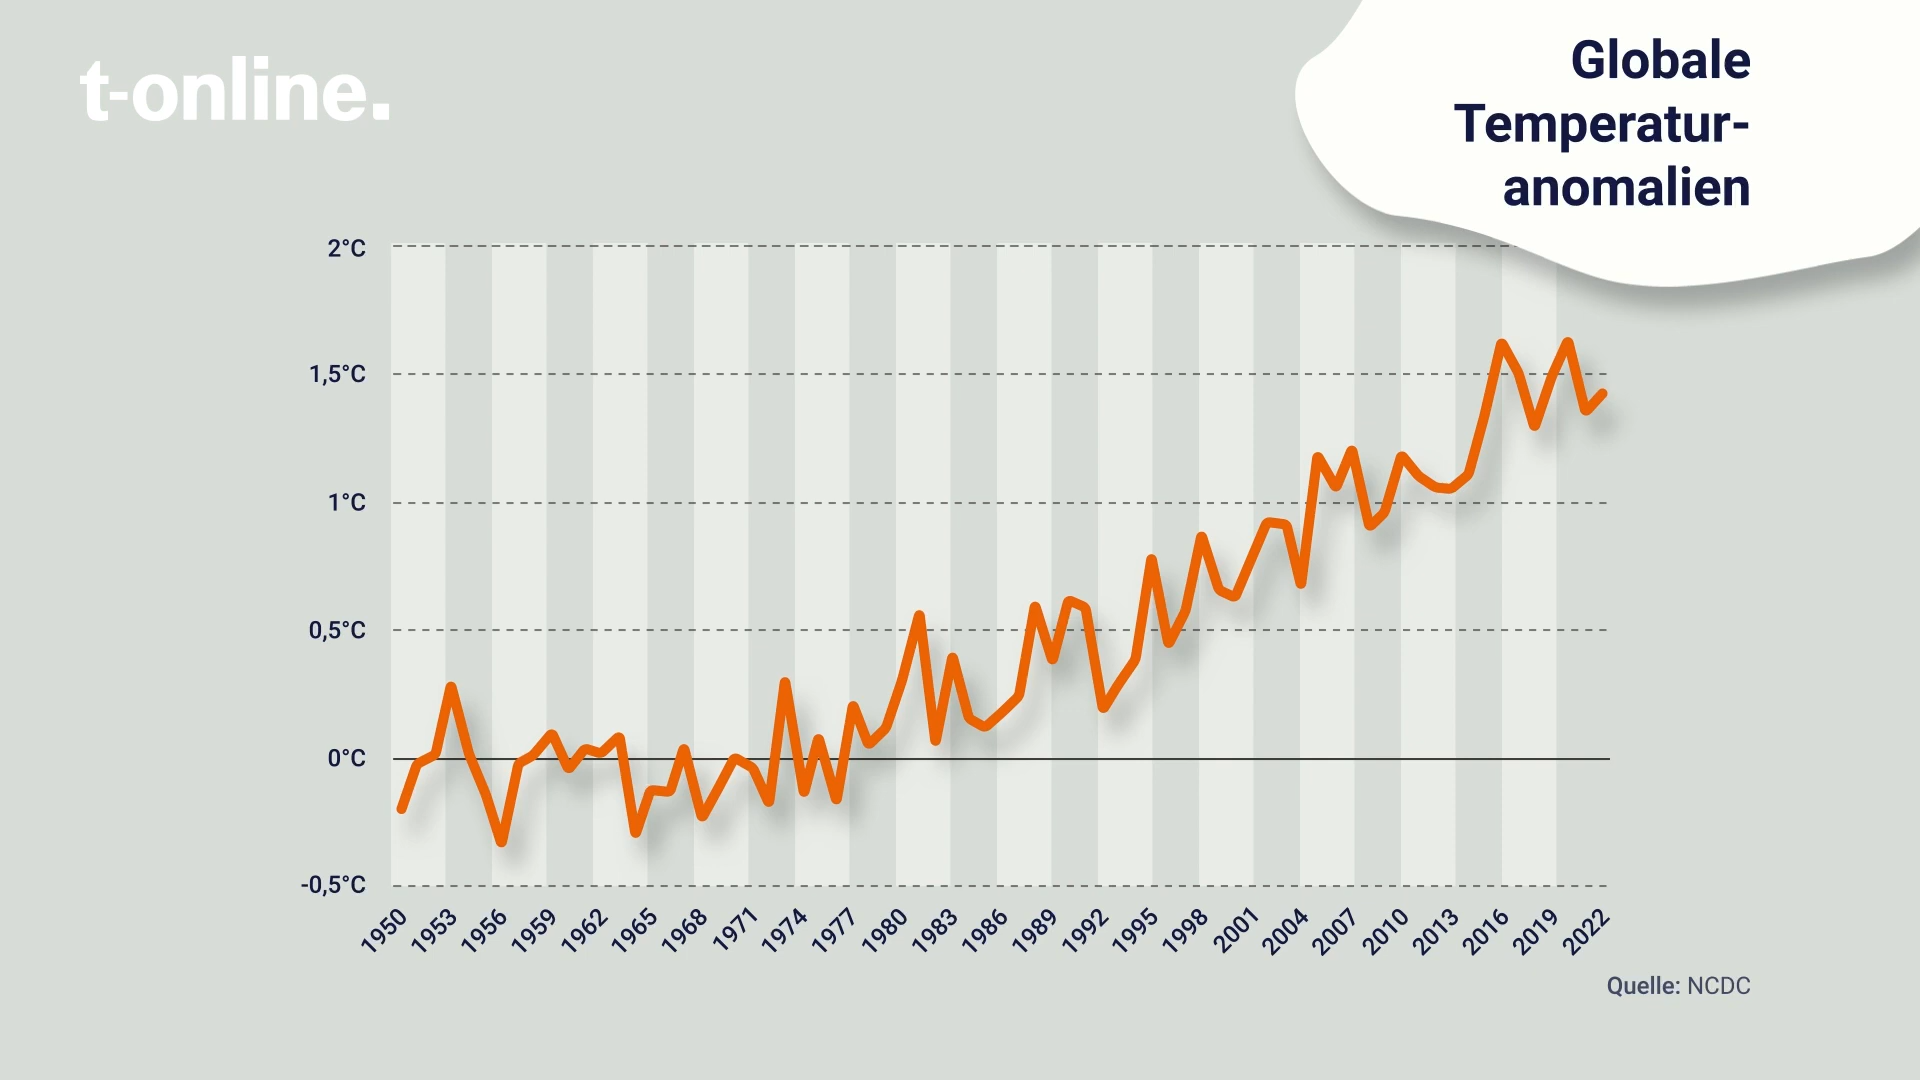 t-online.
Globale
Temperatur-
anomalien
2°C
1,5°C
1°C
0,5°C
0°C
-0,5°C
1950 1953 1956 1959 1962 1965 1968 1971 1974 1977 1980 1983 1986 1989 1992 1995 1998 2001 2004 2007 2010 2013 2016 2019 2022
Quelle: NCDC